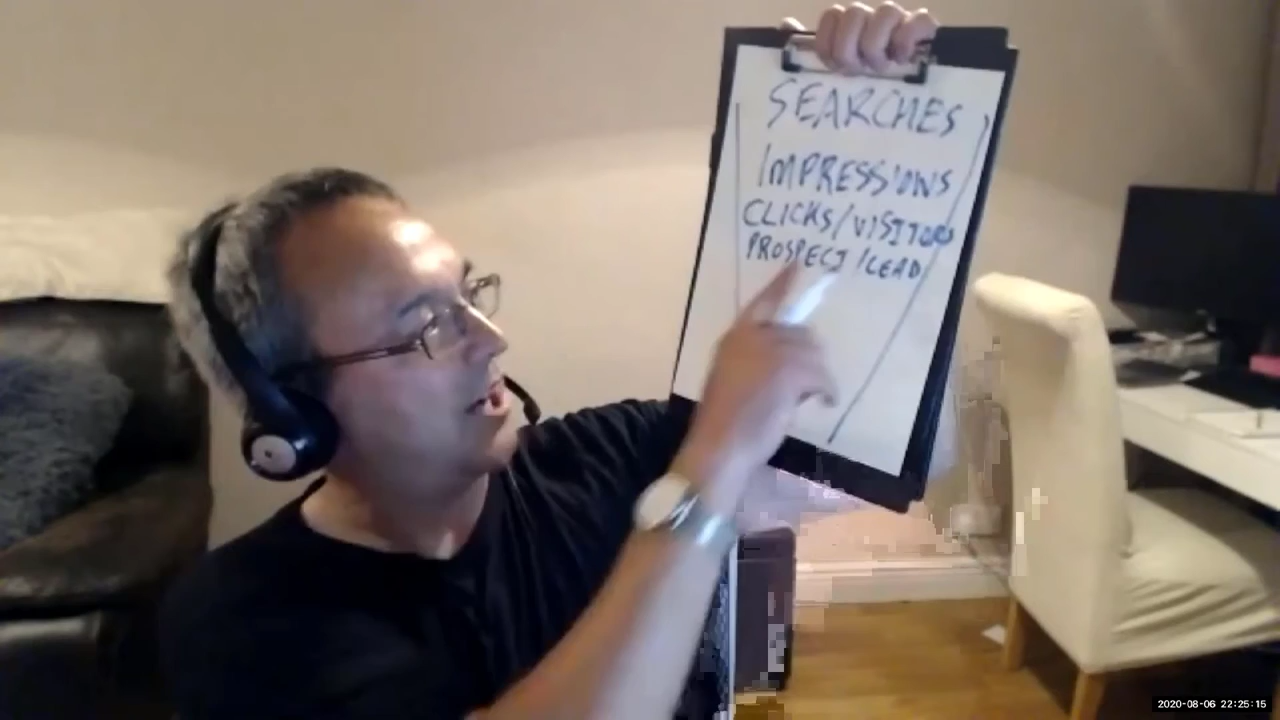 SEARCHES
IMPRESSIONS
CLICKS/VISITORS
PROSPECT/LEAD
2020-08-06 22:25:15